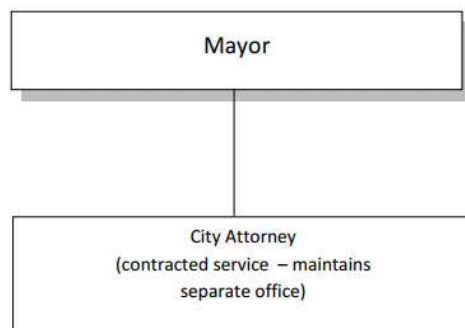 Mayor
City Attorney
(contracted service – maintains
separate office)